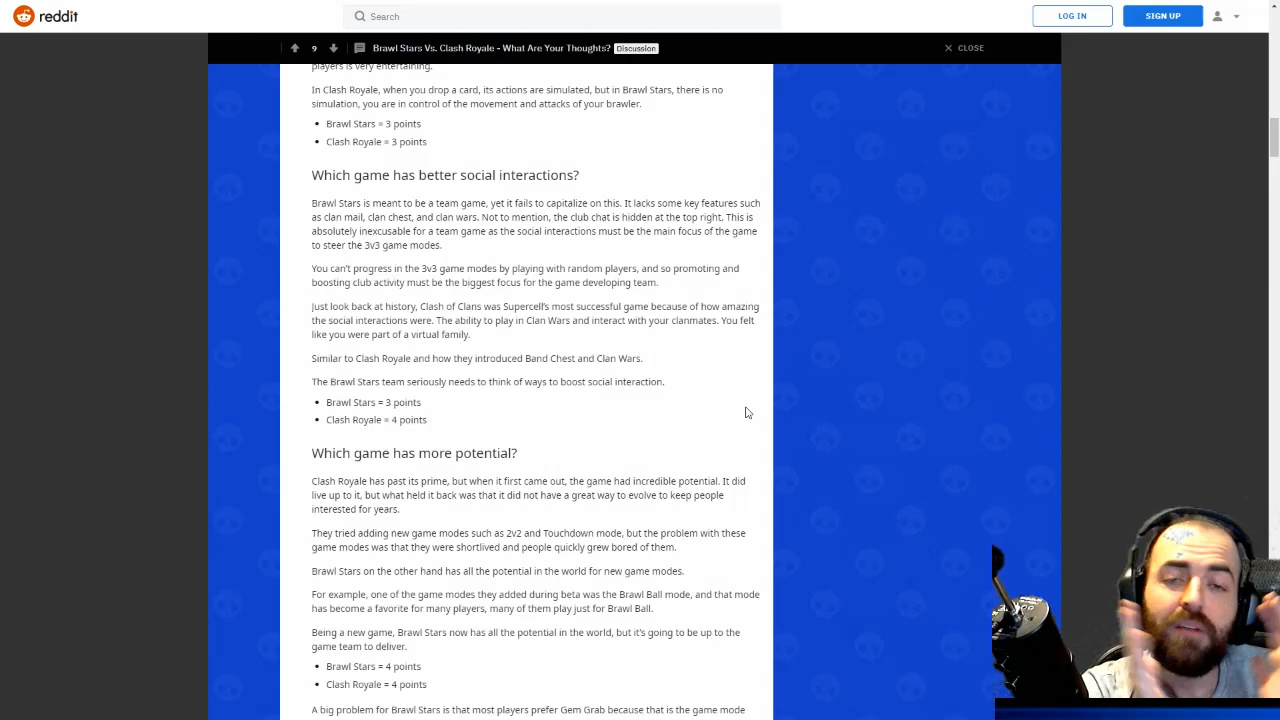 reddit
Search
LOG IN
SIGN UP
9
Brawl Stars Vs. Clash Royale - What Are Your Thoughts?
Discussion
CLOSE
players is very entertaining.
In Clash Royale, when you drop a card, its actions are simulated, but in Brawl Stars, there is no
simulation, you are in control of the movement and attacks of your brawler.
Brawl Stars = 3 points
Clash Royale = 3 points
Which game has better social interactions?
Brawl Stars is meant to be a team game, yet it fails to capitalize on this. It lacks some key features such
as clan mail, clan chest, and clan wars. Not to mention, the club chat is hidden at the top right. This is
absolutely inexcusable for a team game as the social interactions must be the main focus of the game
to steer the 3v3 game modes.
You can't progress in the 3v3 game modes by playing with random players, and so promoting and
boosting club activity must be the biggest focus for the game developing team.
Just look back at history, Clash of Clans was Supercell's most successful game because of how amazing
the social interactions were. The ability to play in Clan Wars and interact with your clanmates. You felt
like you were part of a virtual family.
Similar to Clash Royale and how they introduced Band Chest and Clan Wars.
The Brawl Stars team seriously needs to think of ways to boost social interaction.
Brawl Stars = 3 points
Clash Royale = 4 points
Which game has more potential?
Clash Royale has past its prime, but when it first came out, the game had incredible potential. It did
live up to it, but what held it back was that it did not have a great way to evolve to keep people
interested for years.
They tried adding new game modes such as 2v2 and Touchdown mode, but the problem with these
game modes was that they were shortlived and people quickly grew bored of them.
Brawl Stars on the other hand has all the potential in the world for new game modes.
For example, one of the game modes they added during beta was the Brawl Ball mode, and that mode
has become a favorite for many players, many of them play just for Brawl Ball.
Being a new game, Brawl Stars now has all the potential in the world, but it's going to be up to the
game team to deliver.
Brawl Stars = 4 points
Clash Royale = 4 points
A big problem for Brawl Stars is that most players prefer Gem Grab because that is the game mode